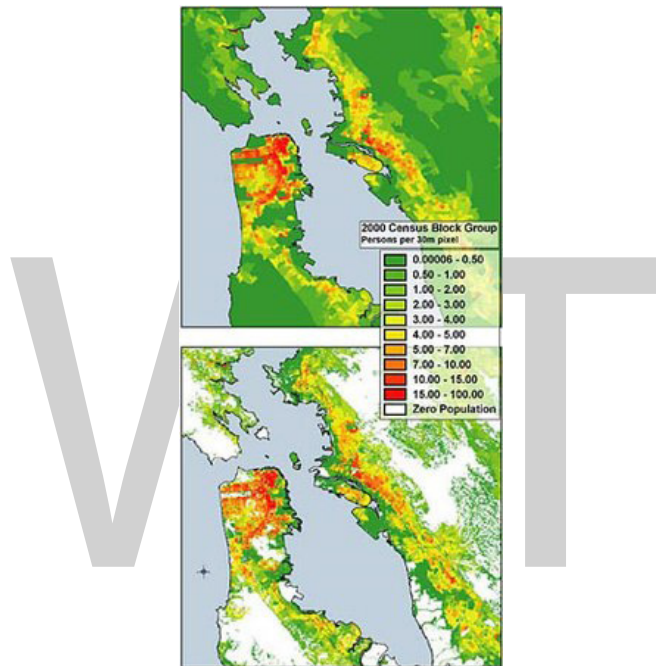 2000 Census Block Group
Persons per 30m pixel
0.00006 - 0.50
0.50 - 1.00
1.00 - 2.00
2.00 - 3.00
3.00 - 4.00
4.00 - 5.00
5.00 - 7.00
7.00 - 10.00
10.00 - 15.00
15.00 - 100.00
Zero Population